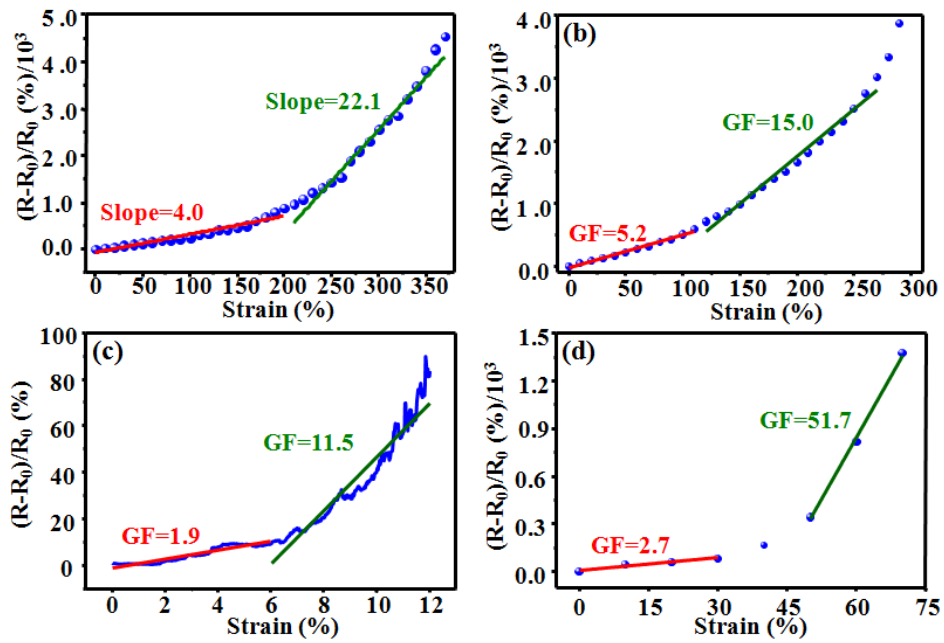 5.0
4.0
3.0
2.0
1.0
0.0
(R-R₀)/R₀ (%)/10³
Slope=22.1
Slope=4.0
0 50 100 150 200 250 300 350
Strain (%)
(b)
4.0
3.0
2.0
1.0
0.0
(R-R₀)/R₀ (%)/10³
GF=15.0
GF=5.2
0 50 100 150 200 250 300
Strain (%)
(c)
100
80
60
40
20
0
(R-R₀)/R₀ (%)
GF=11.5
GF=1.9
0 2 4 6 8 10 12
Strain (%)
(d)
1.5
1.2
0.9
0.3
0.0
(R-R₀)/R₀ (%)/10³
GF=51.7
GF=2.7
0 15 30 45 60 75
Strain (%)